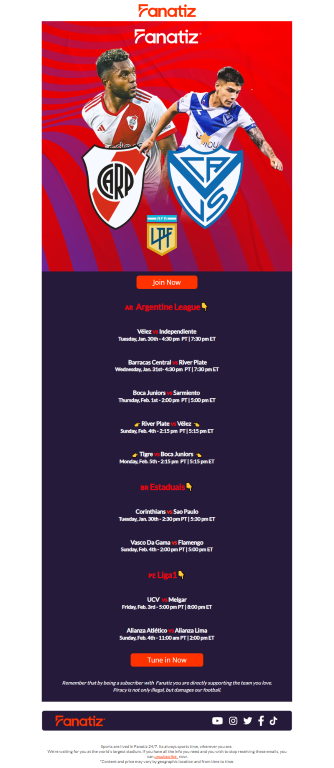 Fanatiz
Fanatiz
CARP
CAVS
AFA
LPF
Join Now
AR Argentine League👇
Vélez vs Independiente
Tuesday, Jan. 30th - 4:30 pm PT | 7:30 pm ET
Barracas Central vs River Plate
Wednesday, Jan. 31st- 4:30 pm PT | 7:30 pm ET
Boca Juniors vs Sarmiento
Thursday, Feb. 1st - 2:00 pm PT | 5:00 pm ET
👉 River Plate vs Vélez 👈
Sunday, Feb. 4th - 2:15 pm PT | 5:15 pm ET
👉 Tigre vs Boca Juniors 👈
Monday, Feb. 5th - 2:15 pm PT | 5:15 pm ET
BR Estaduais👇
Corinthians vs Sao Paulo
Tuesday, Jan. 30th - 2:30 pm PT | 5:30 pm ET
Vasco Da Gama vs Flamengo
Sunday, Feb. 4th - 2:00 pm PT | 5:00 pm ET
PE Liga1👇
UCV vs Melgar
Friday, Feb. 3rd - 5:00 pm PT | 8:00 pm ET
Alianza Atlético vs Alianza Lima
Sunday, Feb. 4th - 11:00 am PT | 2:00 pm ET
Tune in Now
Remember that by being a subscriber with Fanatiz you are directly supporting the team you love.
Piracy is not only illegal, but damages our football.
Fanatiz
Sports are lived in Fanatiz 24/7. Its always sports time, wherever you are.
We're waiting for you at the world's largest stadium. If you have all the info you need and you wish to stop receiving these emails, you
can unsubscribe now.
*Content and price may vary by geographic location and from time to time.